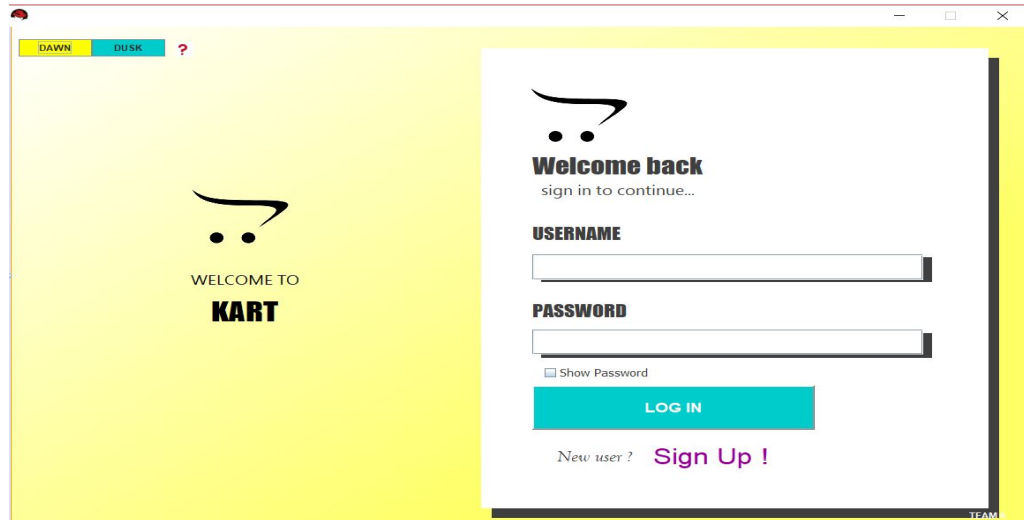 DAWN DUSK ?
WELCOME TO
KART
Welcome back
sign in to continue...
USERNAME
PASSWORD
Show Password
LOG IN
New user ? Sign Up !
TEAM